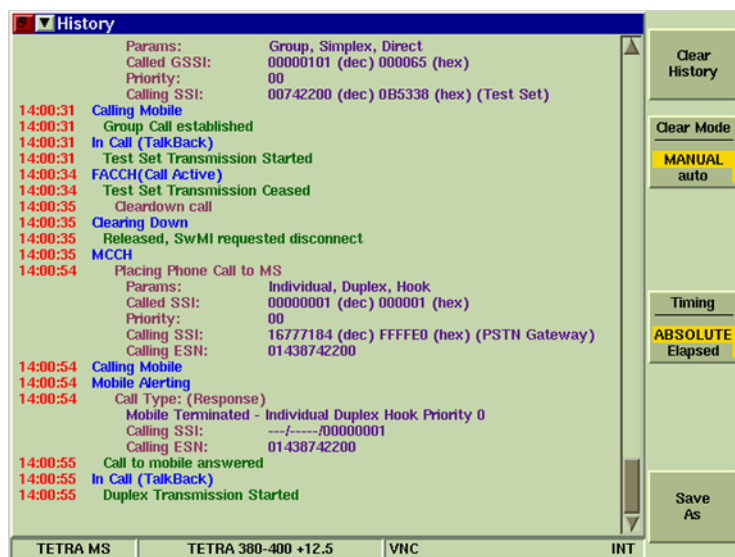 History
Params: Group, Simplex, Direct
Called GSSI: 00000101 (dec) 000065 (hex)
Priority: 00
Calling SSI: 00742200 (dec) 0B5338 (hex) (Test Set)
14:00:31 Calling Mobile
14:00:31 Group Call established
14:00:31 In Call (TalkBack)
14:00:31 Test Set Transmission Started
14:00:34 FACCH(Call Active)
14:00:34 Test Set Transmission Ceased
14:00:35 Cleardown call
14:00:35 Clearing Down
14:00:35 Released, SwMI requested disconnect
14:00:35 MCCH
14:00:54 Placing Phone Call to MS
Params: Individual, Duplex, Hook
Called SSI: 00000001 (dec) 000001 (hex)
Priority: 00
Calling SSI: 16777184 (dec) FFFFE0 (hex) (PSTN Gateway)
Calling ESN: 01438742200
14:00:54 Calling Mobile
14:00:54 Mobile Alerting
14:00:54 Call Type: (Response)
Mobile Terminated - Individual Duplex Hook Priority 0
Calling SSI: ---/-----/00000001
Calling ESN: 01438742200
14:00:55 Call to mobile answered
14:00:55 In Call (TalkBack)
14:00:55 Duplex Transmission Started
TETRA MS TETRA 380-400 +12.5 VNC INT
Clear
History
Clear Mode
MANUAL
auto
Timing
ABSOLUTE
Elapsed
Save
As